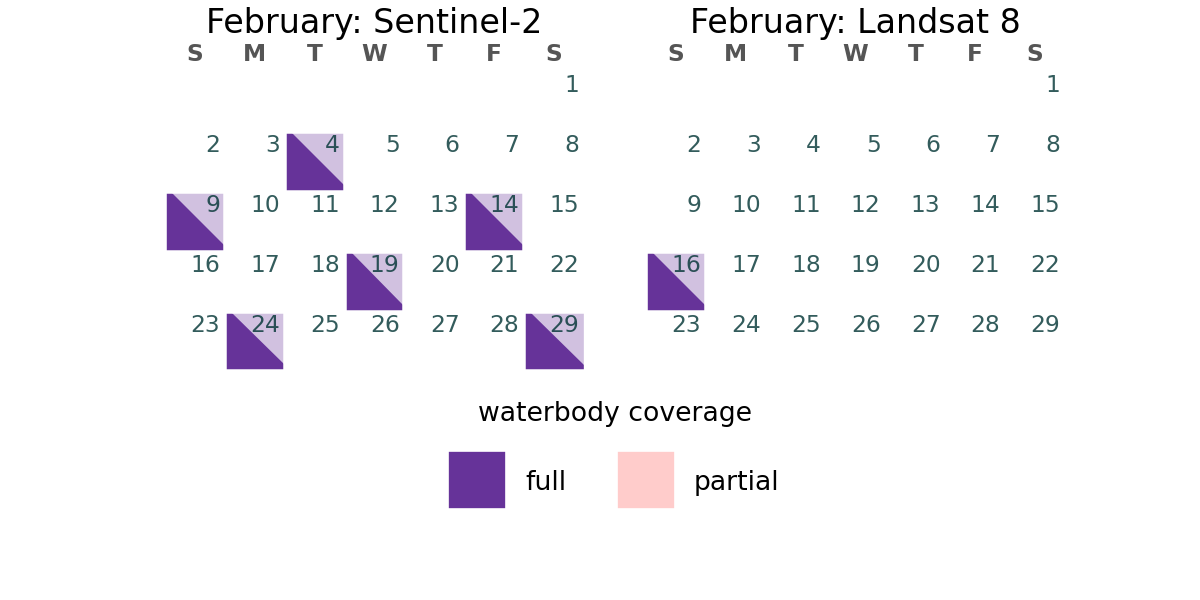 February: Sentinel-2
S M T W T F S
1
2 3 4 5 6 7 8
9 10 11 12 13 14 15
16 17 18 19 20 21 22
23 24 25 26 27 28 29
February: Landsat 8
S M T W T F S
1
2 3 4 5 6 7 8
9 10 11 12 13 14 15
16 17 18 19 20 21 22
23 24 25 26 27 28 29
waterbody coverage
full
partial